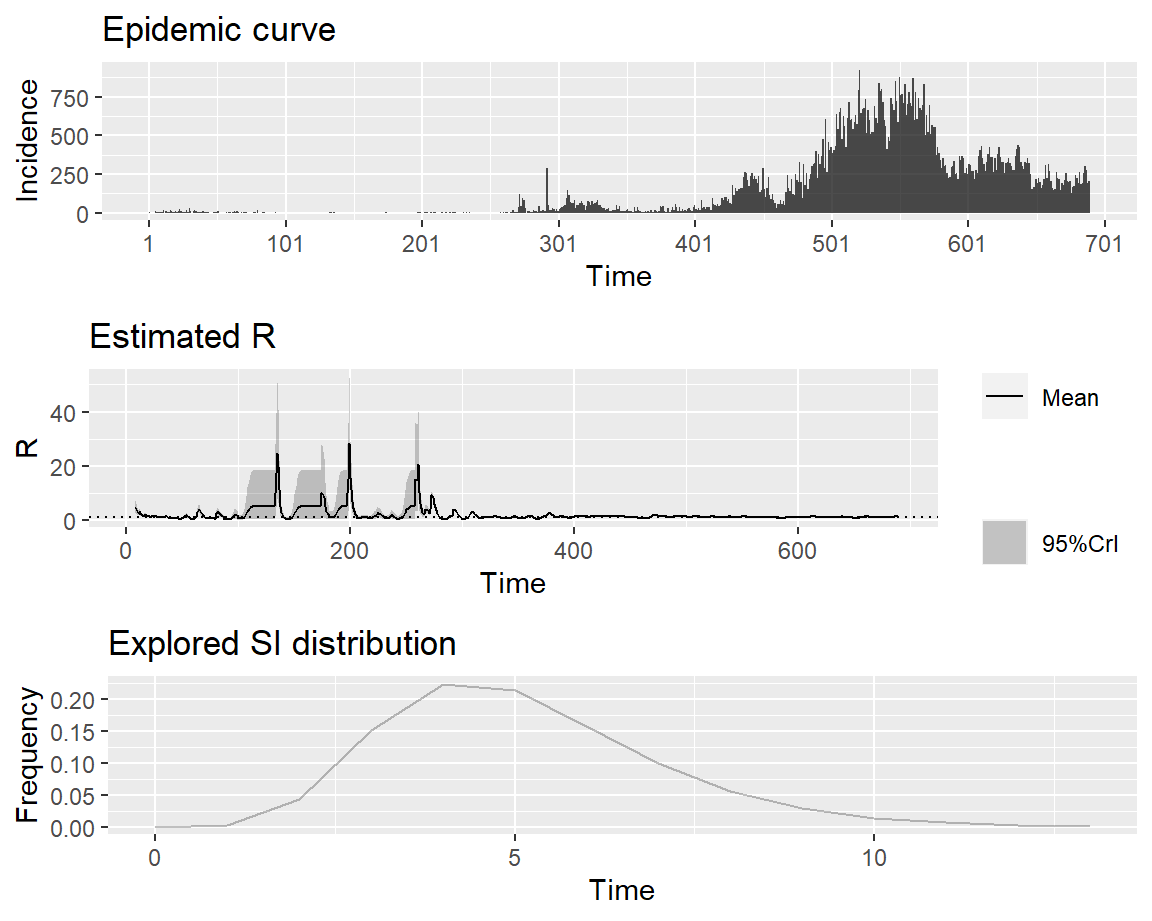 Epidemic curve
Incidence
750
500
250
0
1 101 201 301 401 501 601 701
Time
Estimated R
R
40
20
0
0 200 400 600
Time
Mean
95%CrI
Explored SI distribution
Frequency
0.20
0.15
0.10
0.05
0.00
0 5 10
Time